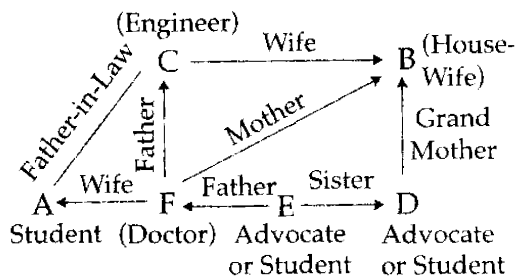 (Engineer)
C Wife B (House-
Wife)
Father-in-Law
Father
Mother
Grand
Mother
A Wife F Father E Sister D
Student (Doctor) Advocate Advocate
or Student or Student